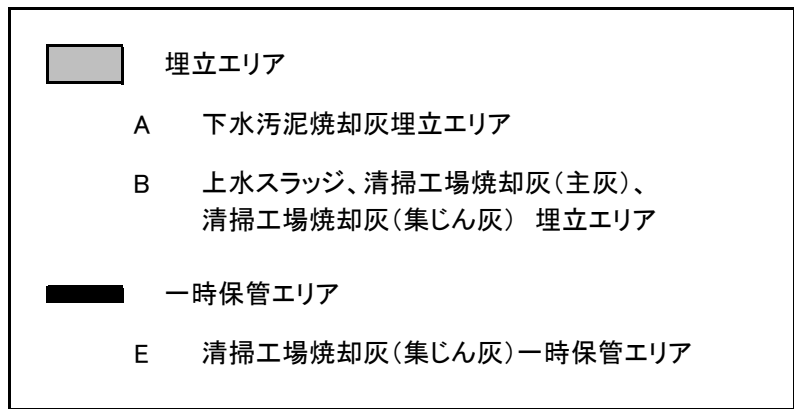 埋立エリア
A 下水汚泥焼却灰埋立エリア
B 上水スラッジ、清掃工場焼却灰(主灰)、
清掃工場焼却灰(集じん灰) 埋立エリア
一時保管エリア
E 清掃工場焼却灰(集じん灰)一時保管エリア